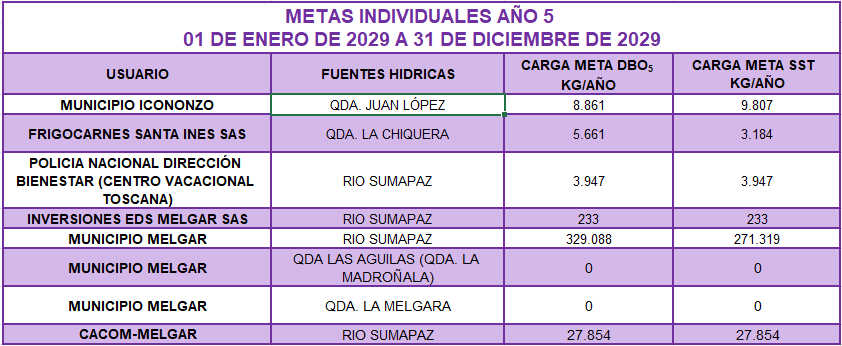 METAS INDIVIDUALES AÑO 5
01 DE ENERO DE 2029 A 31 DE DICIEMBRE DE 2029
USUARIO FUENTES HIDRICAS CARGA META DBO₅ KG/AÑO CARGA META SST KG/AÑO
MUNICIPIO ICONONZO QDA. JUAN LÓPEZ 8.861 9.807
FRIGOCARNES SANTA INES SAS QDA. LA CHIQUERA 5.661 3.184
POLICIA NACIONAL DIRECCIÓN BIENESTAR (CENTRO VACACIONAL TOSCANA) RIO SUMAPAZ 3.947 3.947
INVERSIONES EDS MELGAR SAS RIO SUMAPAZ 233 233
MUNICIPIO MELGAR RIO SUMAPAZ 329.088 271.319
MUNICIPIO MELGAR QDA LAS AGUILAS (QDA. LA MADROÑALA) 0 0
MUNICIPIO MELGAR QDA. LA MELGARA 0 0
CACOM-MELGAR RIO SUMAPAZ 27.854 27.854